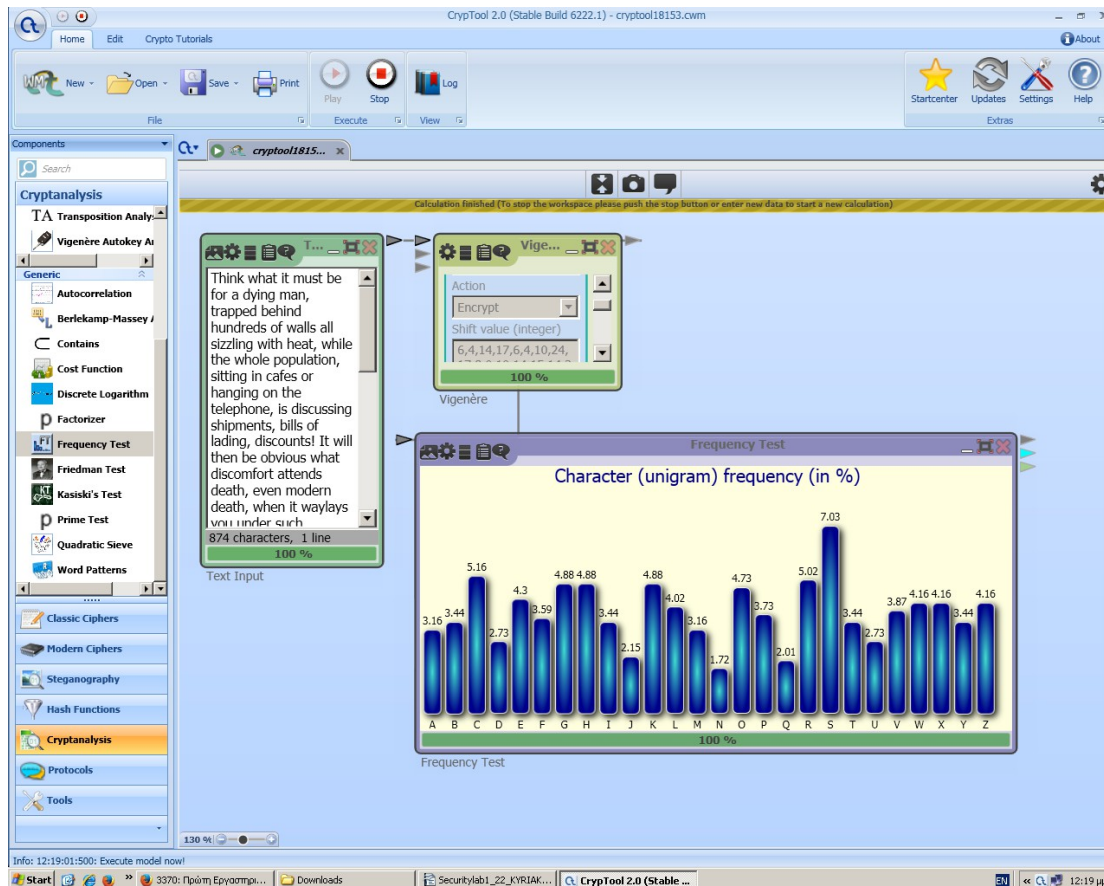 CrypTool 2.0 (Stable Build 6222.1) - cryptool18153.cwm
Home Edit Crypto Tutorials
About
New Open Save Print Play Stop Log Startcenter Updates Settings Help
File Execute View Extras
Components
cryptool1815...
Search
Cryptanalysis
Calculation finished (To stop the workspace please push the stop button or enter new data to start a new calculation)
TA Transposition Analy
Vigenère Autokey A
Generic
Autocorrelation
Berlekamp-Massey
Contains
Cost Function
Discrete Logarithm
Factorizer
Frequency Test
Friedman Test
Kasiski's Test
Prime Test
Quadratic Sieve
Word Patterns
Classic Ciphers
Modern Ciphers
Steganography
Hash Functions
Cryptanalysis
Protocols
Tools
T...
Think what it must be
for a dying man,
trapped behind
hundreds of walls all
sizzling with heat, while
the whole population,
sitting in cafes or
hanging on the
telephone, is discussing
shipments, bills of
lading, discounts! It will
then be obvious what
discomfort attends
death, even modern
death, when it waylays
you under such
874 characters, 1 line
100 %
Text Input
Vige...
Action
Encrypt
Shift value (integer)
6,4,14,17,6,4,10,24,
100 %
Vigenère
Frequency Test
Character (unigram) frequency (in %)
3.16 3.44 5.16 2.73 4.3 3.59 4.88 4.88 3.44 2.15 4.88 4.02 3.16 1.72 4.73 3.73 2.01 5.02 7.03 3.44 2.73 3.87 4.16 4.16 3.44 4.16
A B C D E F G H I J K L M N O P Q R S T U V W X Y Z
100 %
Frequency Test
130 %
Info: 12:19:01:500: Execute model now!
Start 3370: Πρώτη Εργαστηρι... Downloads Securitylab1_22_KYRIAK... CrypTool 2.0 (Stable ... EN 12:19 μμ